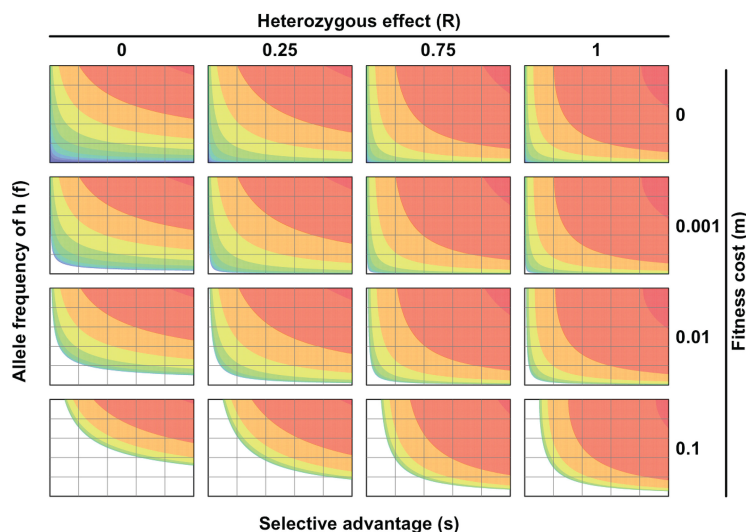 Heterozygous effect (R)
0 0.25 0.75 1
0
0.001
0.01
0.1
Allele frequency of h (f)
Fitness cost (m)
Selective advantage (s)